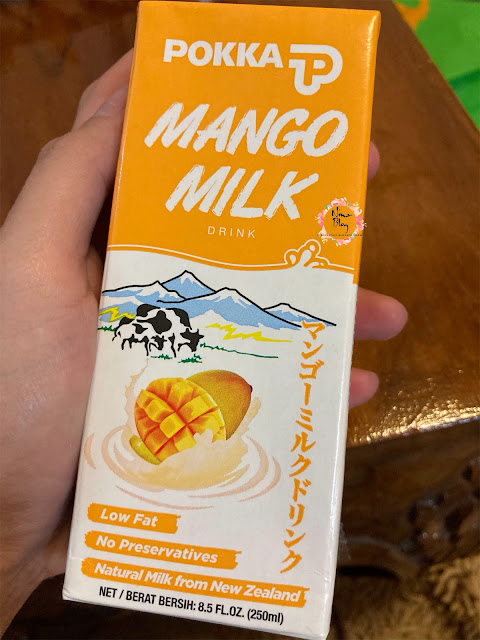 POKKA
MANGO
MILK
DRINK
マンゴーミルクドリンク
Low Fat
No Preservatives
Natural Milk from New Zealand
NET / BERAT BERSIH: 8.5 FL.OZ. (250ml)